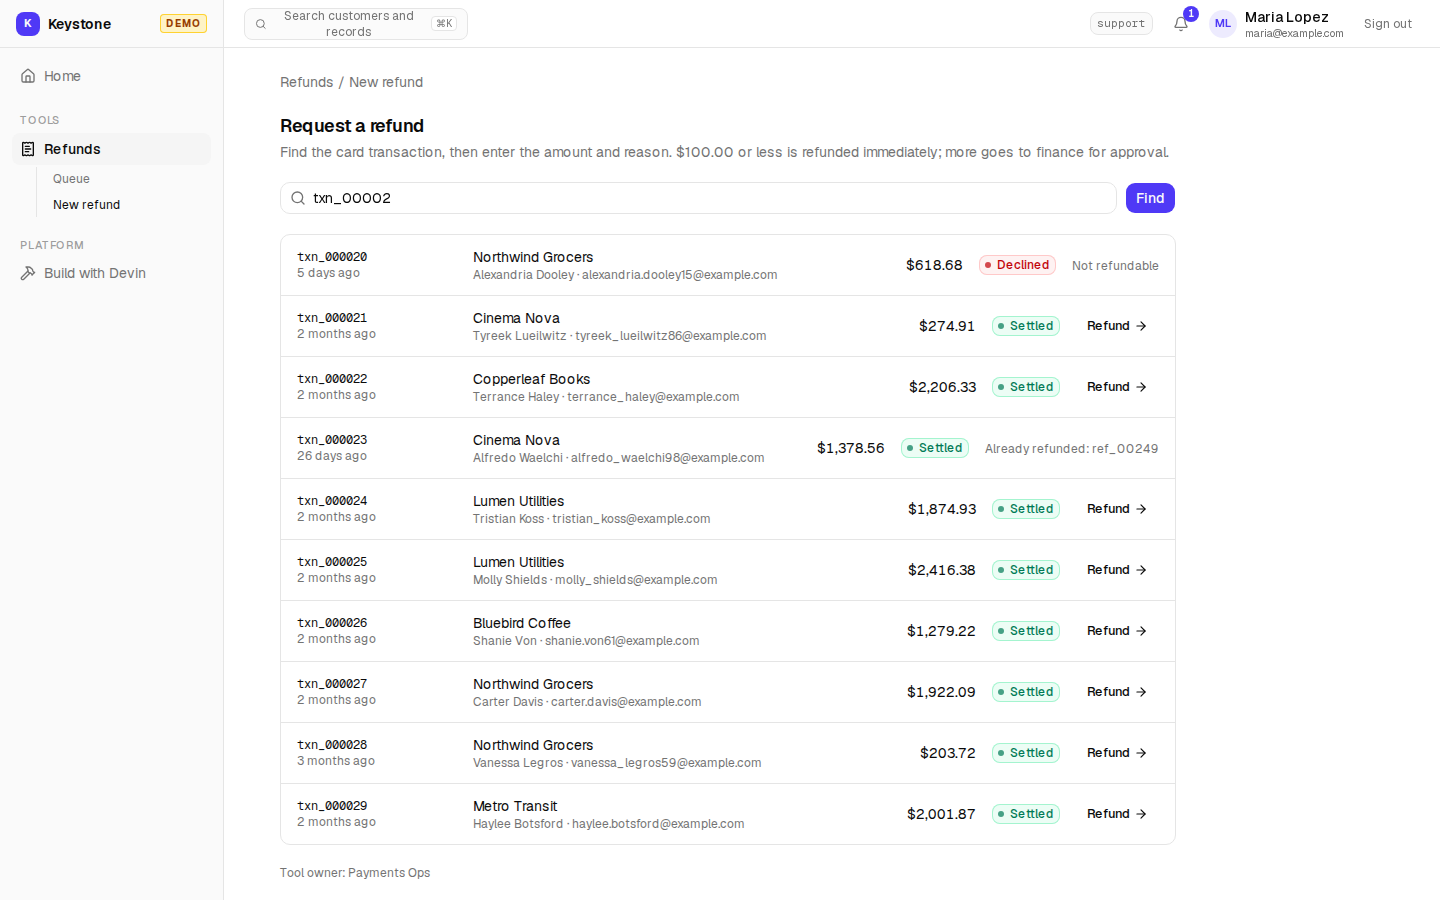 K Keystone DEMO
Search customers and records ⌘K
support
1
ML
Maria Lopez
maria@example.com
Sign out
Home
TOOLS
Refunds
Queue
New refund
PLATFORM
Build with Devin
Refunds / New refund
Request a refund
Find the card transaction, then enter the amount and reason. $100.00 or less is refunded immediately; more goes to finance for approval.
txn_00002
Find
txn_000020 Northwind Grocers $618.68 Declined Not refundable
5 days ago Alexandria Dooley · alexandria.dooley15@example.com
txn_000021 Cinema Nova $274.91 Settled Refund →
2 months ago Tyreek Lueilwitz · tyreek_lueilwitz86@example.com
txn_000022 Copperleaf Books $2,206.33 Settled Refund →
2 months ago Terrance Haley · terrance_haley@example.com
txn_000023 Cinema Nova $1,378.56 Settled Already refunded: ref_00249
26 days ago Alfredo Waelchi · alfredo_waelchi98@example.com
txn_000024 Lumen Utilities $1,874.93 Settled Refund →
2 months ago Tristian Koss · tristian_koss@example.com
txn_000025 Lumen Utilities $2,416.38 Settled Refund →
2 months ago Molly Shields · molly_shields@example.com
txn_000026 Bluebird Coffee $1,279.22 Settled Refund →
2 months ago Shanie Von · shanie.von61@example.com
txn_000027 Northwind Grocers $1,922.09 Settled Refund →
2 months ago Carter Davis · carter.davis@example.com
txn_000028 Northwind Grocers $203.72 Settled Refund →
3 months ago Vanessa Legros · vanessa_legros59@example.com
txn_000029 Metro Transit $2,001.87 Settled Refund →
2 months ago Haylee Botsford · haylee.botsford@example.com
Tool owner: Payments Ops